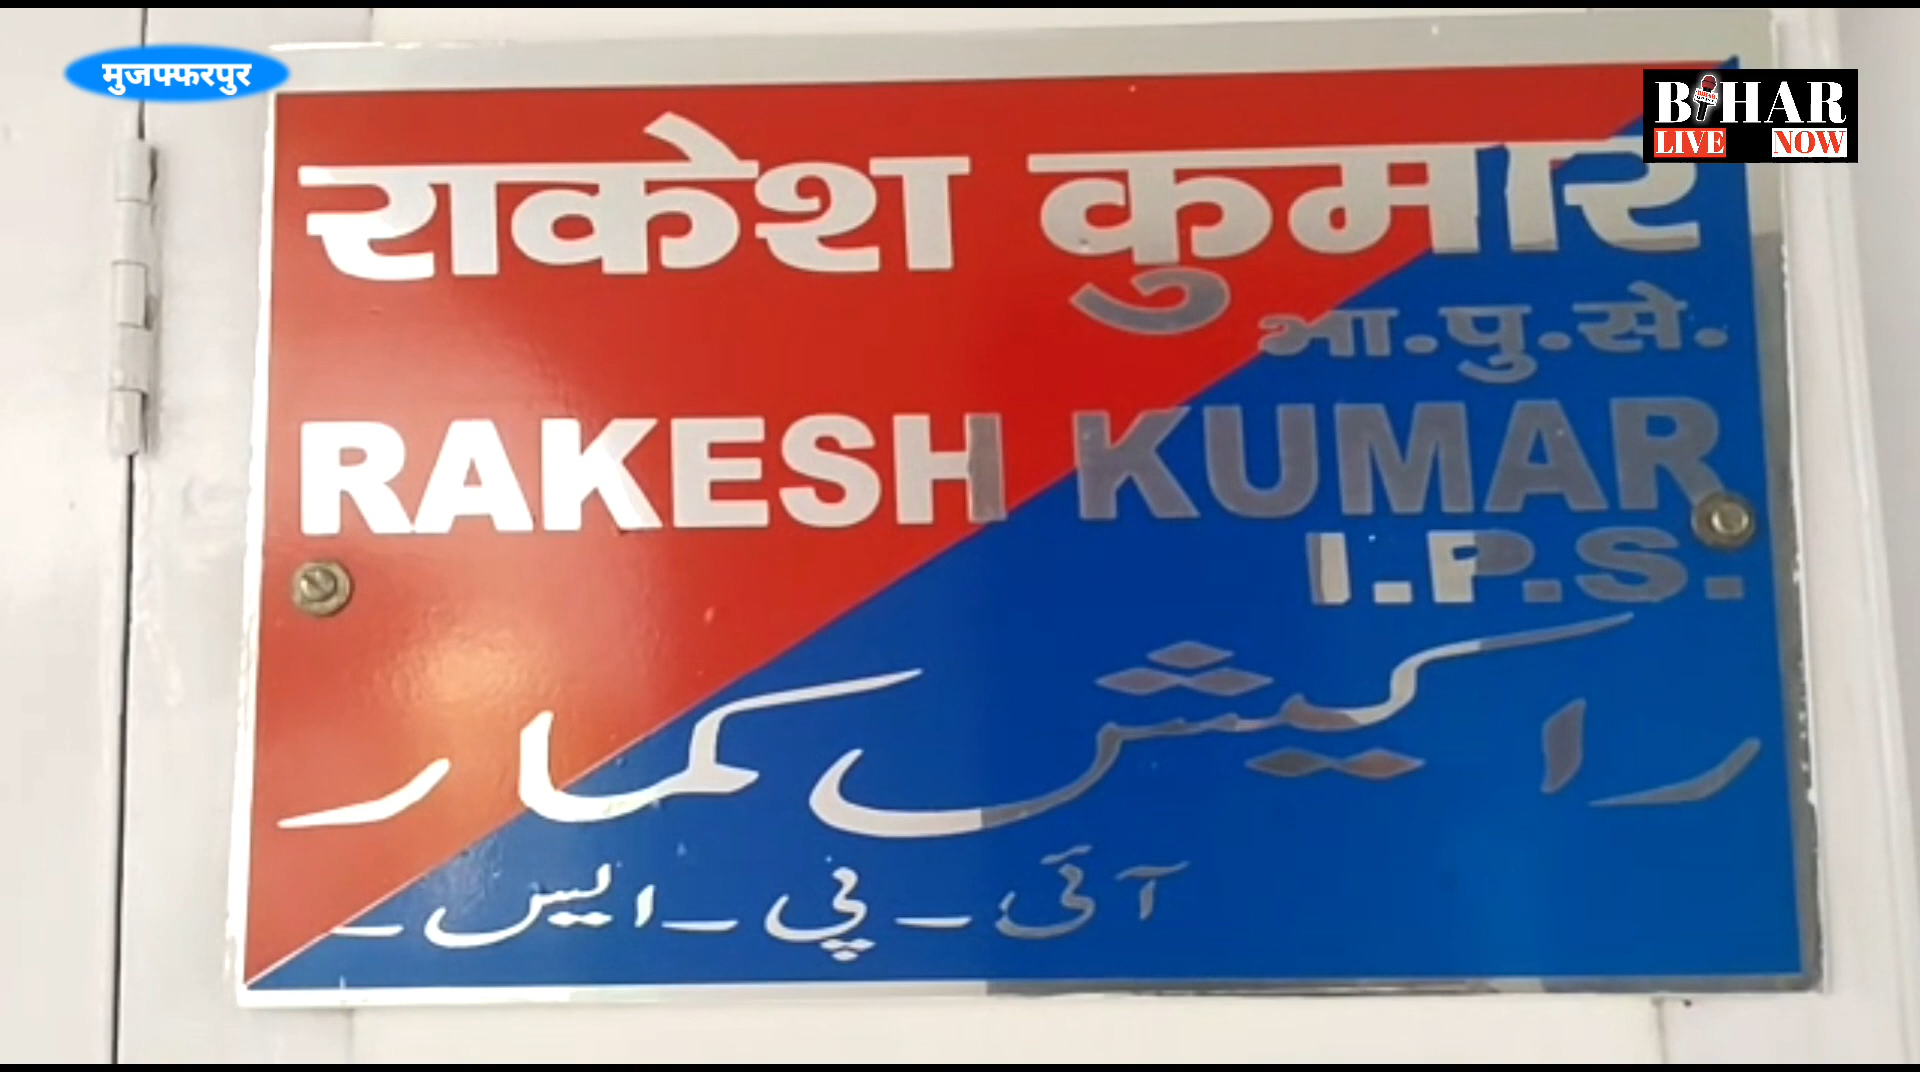 मुजफ्फरपुर
BIHAR
LIVE NOW
राकेश कुमार
आ.पु.से.
RAKESH KUMAR
I.P.S.
راکیش کمار
آئی - پی - ایس -